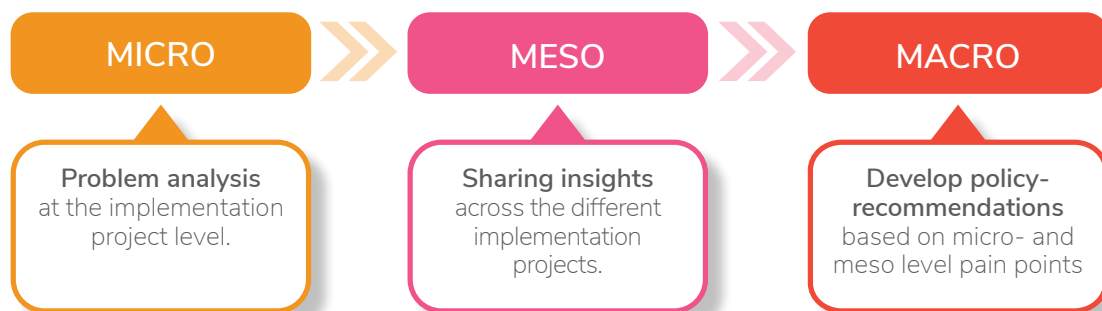 MICRO
MESO
MACRO
Problem analysis
at the implementation
project level.
Sharing insights
across the different
implementation
projects.
Develop policy-
recommendations
based on micro- and
meso level pain points